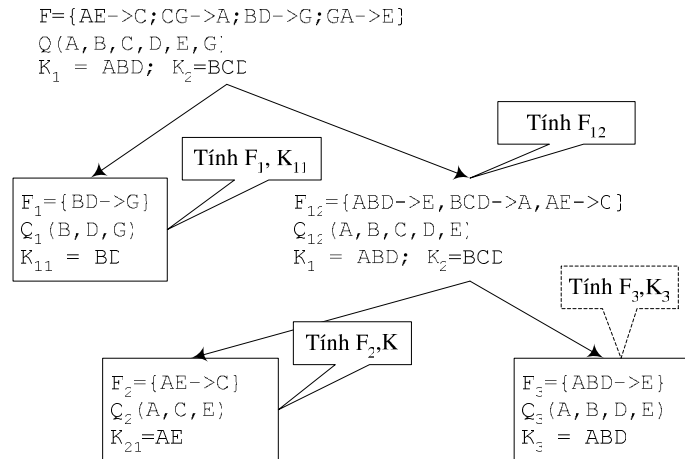 F={AE->C;CG->A;BD->G;GA->E}
Q(A,B,C,D,E,G)
K1 = ABD; K2=BCD
Tính F12
Tính F1, K11
F1={BD->G}
Q1(B,D,G)
K11 = BD
F12={ABD->E,BCD->A,AE->C}
Q12(A,B,C,D,E)
K1 = ABD; K2=BCD
Tính F3,K3
Tính F2,K
F2={AE->C}
Q2(A,C,E)
K21=AE
F3={ABD->E}
Q3(A,B,D,E)
K3 = ABD